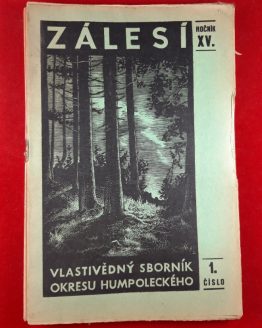 ZÁLESÍ
ROČNÍK
XV.
VLASTIVĚDNÝ SBORNÍK
OKRESU HUMPOLECKÉHO
1.
ČÍSLO